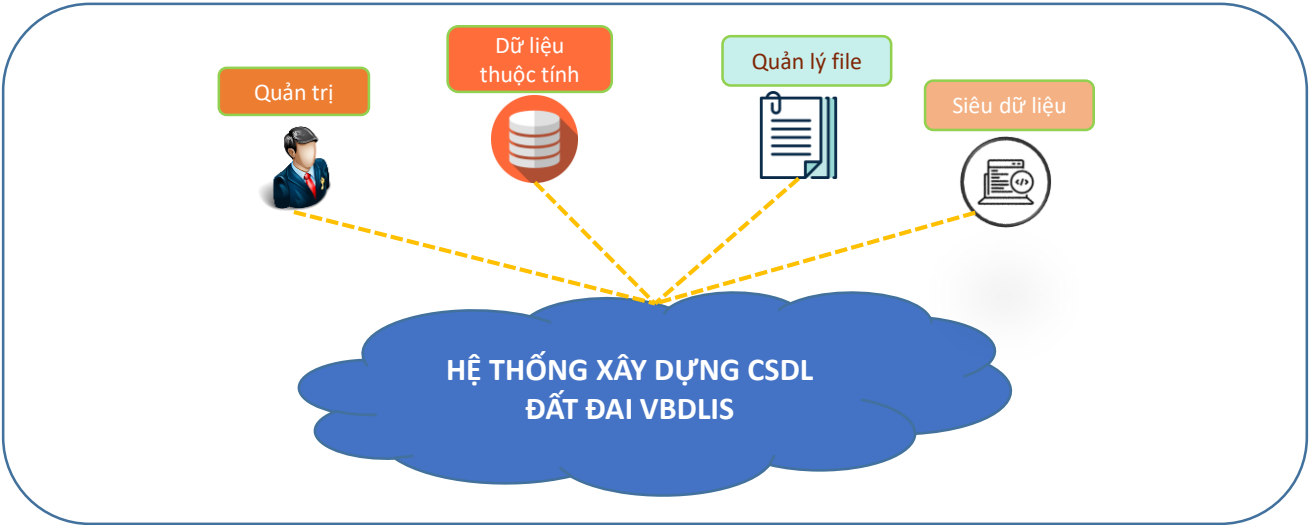 Quản trị
Dữ liệu
thuộc tính
Quản lý file
Siêu dữ liệu
HỆ THỐNG XÂY DỰNG CSDL
ĐẤT ĐAI VBDLIS